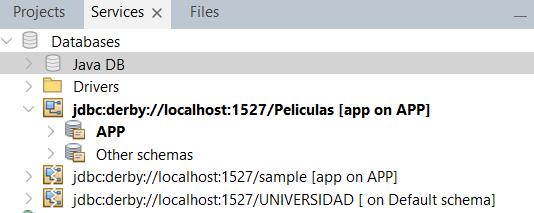 Projects Services × Files
Databases
Java DB
Drivers
jdbc:derby://localhost:1527/Peliculas [app on APP]
APP
Other schemas
jdbc:derby://localhost:1527/sample [app on APP]
jdbc:derby://localhost:1527/UNIVERSIDAD [ on Default schema]